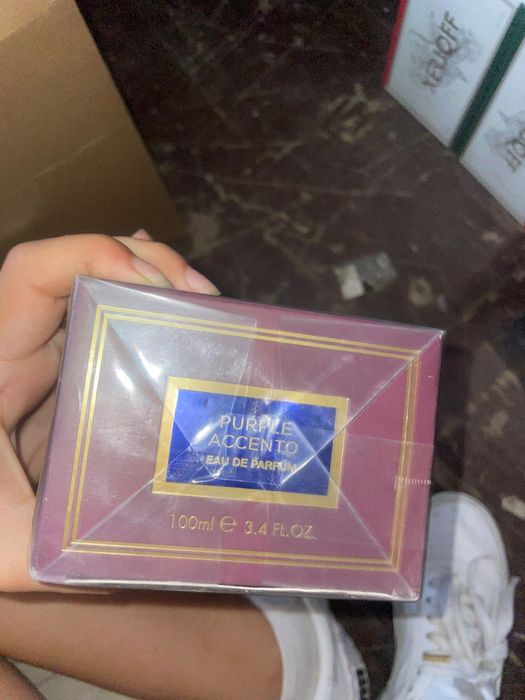 PURPLE
ACCENTO
EAU DE PARFUM
100ml e 3.4 FL.OZ.